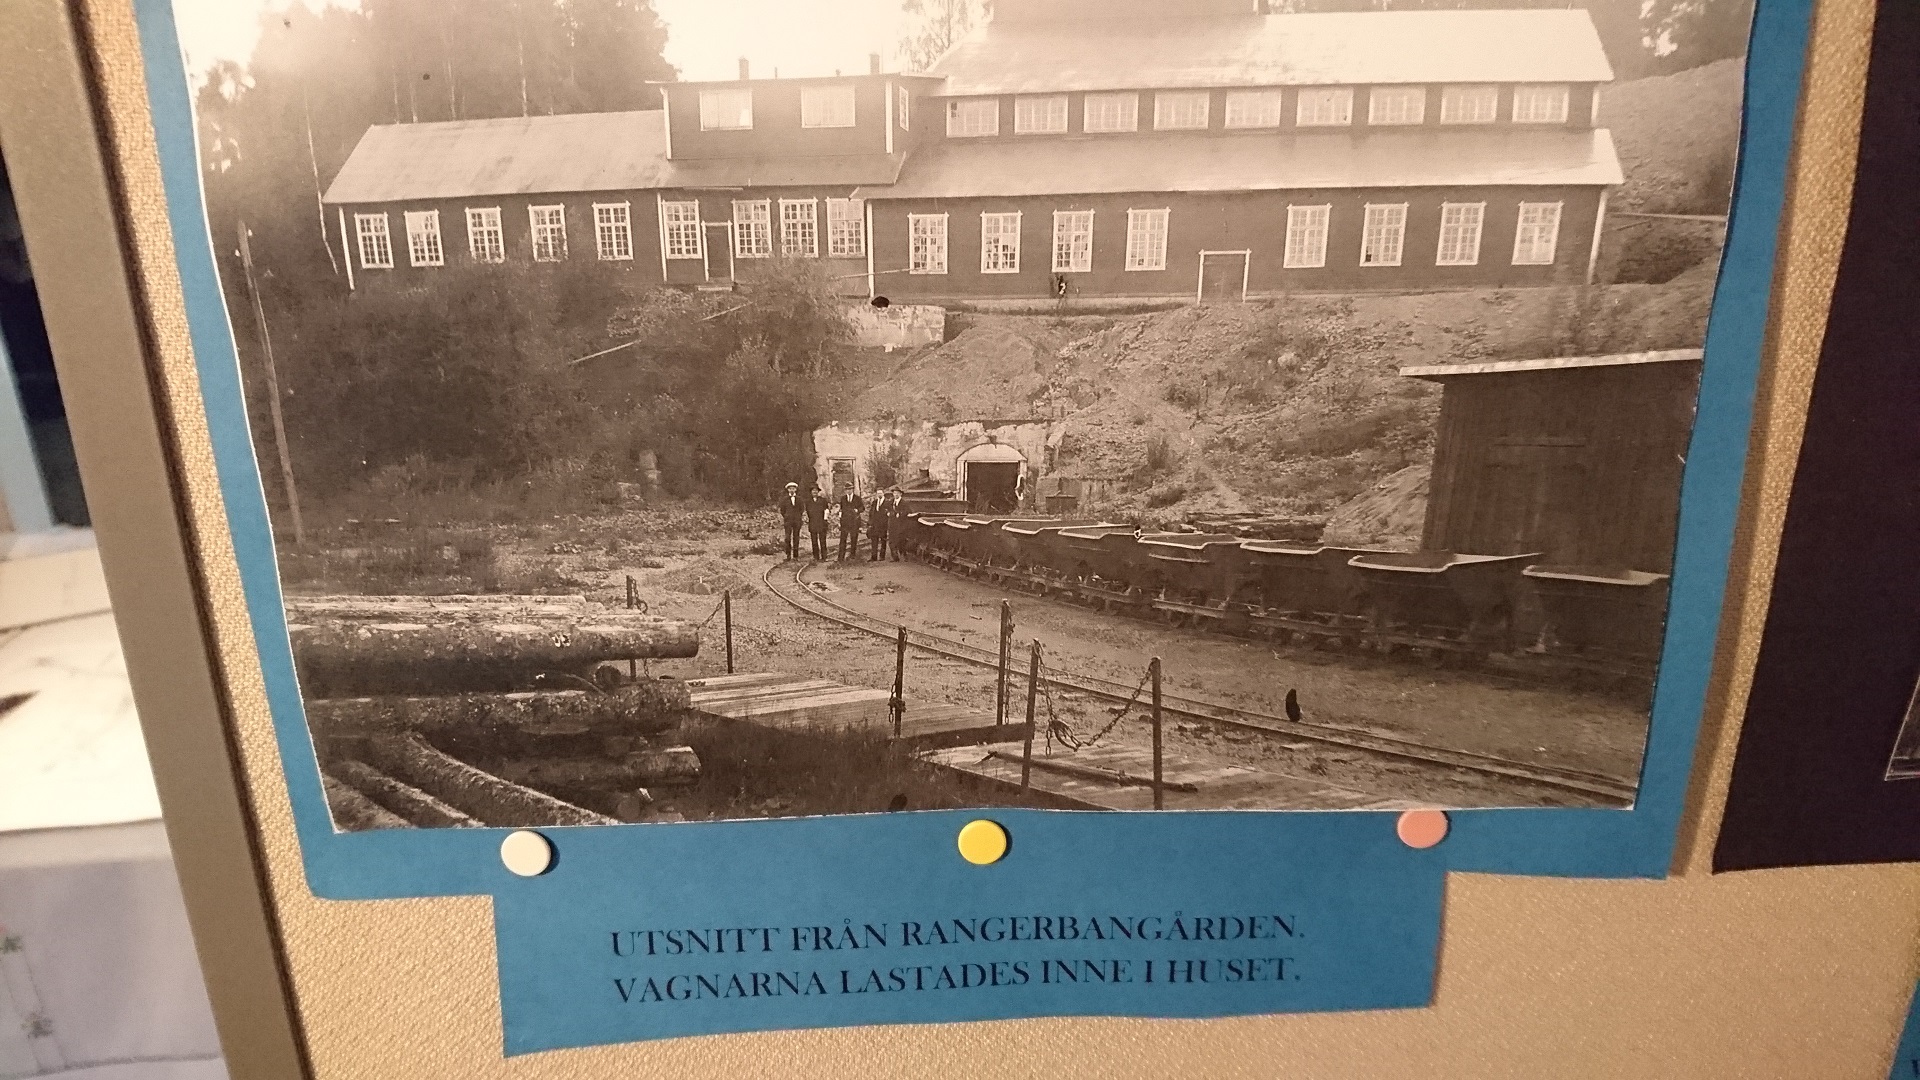 UTSNITT FRÅN RANGERBANGÅRDEN.
VAGNARNA LASTADES INNE I HUSET.